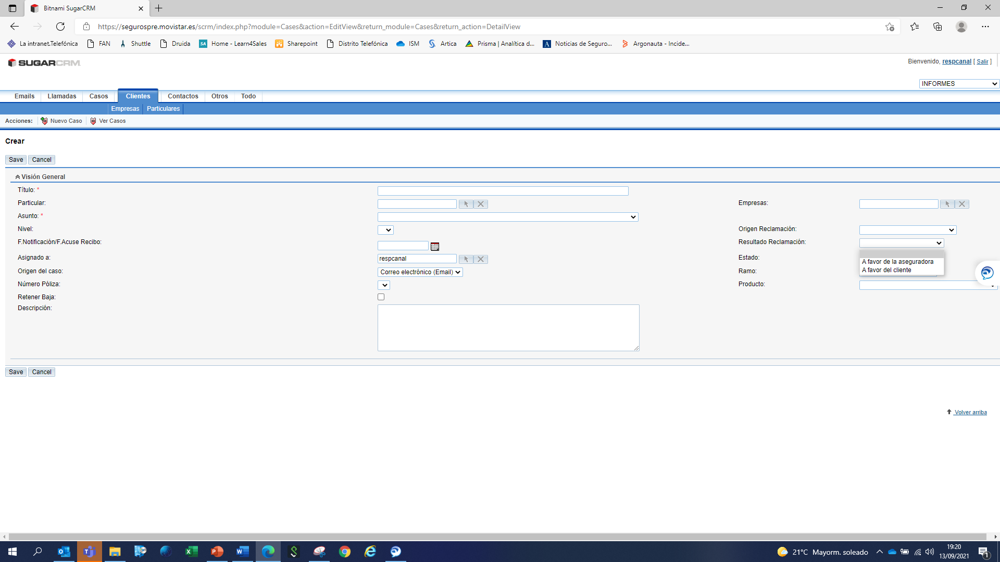 Bitnami SugarCRM
https://segurospre.movistar.es/scrm/index.php?module=Cases&action=EditView&return_module=Cases&return_action=DetailView
La intranet.Telefónica FAN Shuttle Druida Home - Learn4Sales Sharepoint Distrito Telefónica ISM Artica Prisma | Analítica d... Noticias de Seguro... Argonauta - Incide...
SUGARCRM
Bienvenido, respcanal [ Salir ]
INFORMES
Emails Llamadas Casos Clientes Contactos Otros Todo
Empresas Particulares
Acciones: Nuevo Caso Ver Casos
Crear
Save Cancel
Visión General
Título: *
Particular: Empresas:
Asunto: *
Nivel: Origen Reclamación:
F.Notificación/F.Acuse Recibo: Resultado Reclamación:
Asignado a: respcanal Estado:
A favor de la aseguradora
A favor del cliente
Origen del caso: Correo electrónico (Email) Ramo:
Número Póliza: Producto:
Retener Baja:
Descripción:
Save Cancel
Volver arriba
21°C Mayorm. soleado
19:20
13/09/2021
1